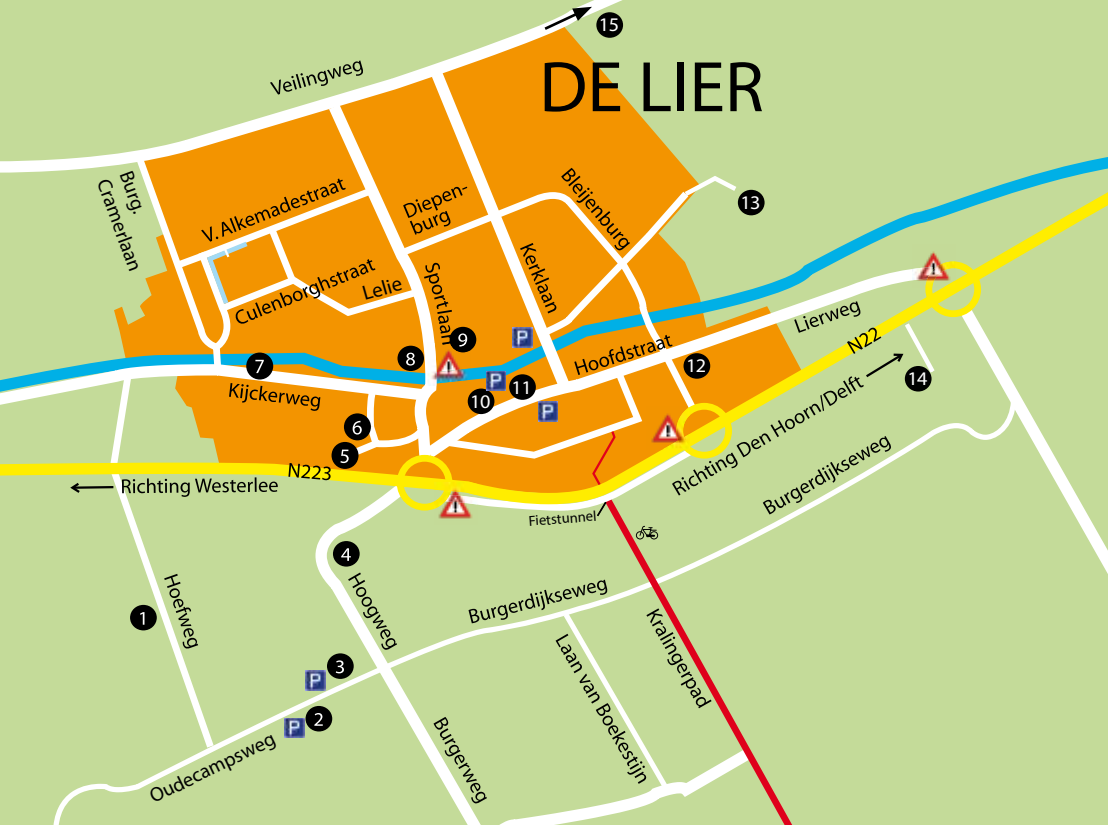 15
DE LIER
Veilingweg
Burg.
Cramerlaan
V. Alkemadestraat
Diepen-
burg
Bleijenburg
13
Culenborghstraat
Lelie
Sportlaan
Kerklaan
Lierweg
N22
9
P
8
7
Kijckerweg
Hoofdstraat
12
P
11
10
P
14
6
5
N223
Richting Westerlee
Richting Den Hoorn/Delft
Burgerdijkseweg
Fietstunnel
4
Hoefweg
1
Hoogweg
Burgerdijkseweg
Kralingerpad
Laan van Boekestijn
3
P
2
P
Oudecampsweg
Burgerweg